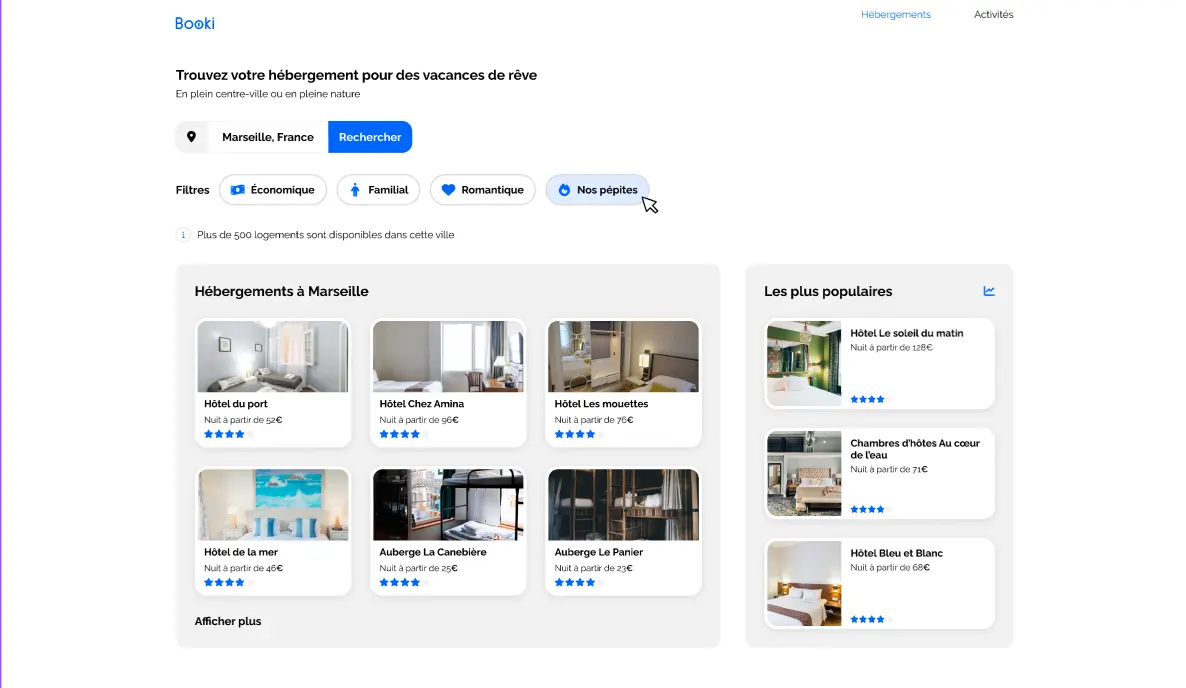 Booki
Hébergements
Activités
Trouvez votre hébergement pour des vacances de rêve
En plein centre-ville ou en pleine nature
Marseille, France
Rechercher
Filtres
Économique
Familial
Romantique
Nos pépites
Plus de 500 logements sont disponibles dans cette ville
Hébergements à Marseille
Hôtel du port
Nuit à partir de 52€
Hôtel Chez Amina
Nuit à partir de 96€
Hôtel Les mouettes
Nuit à partir de 76€
Hôtel de la mer
Nuit à partir de 46€
Auberge La Canebière
Nuit à partir de 25€
Auberge Le Panier
Nuit à partir de 23€
Afficher plus
Les plus populaires
Hôtel Le soleil du matin
Nuit à partir de 128€
Chambres d'hôtes Au cœur
de l'eau
Nuit à partir de 71€
Hôtel Bleu et Blanc
Nuit à partir de 68€